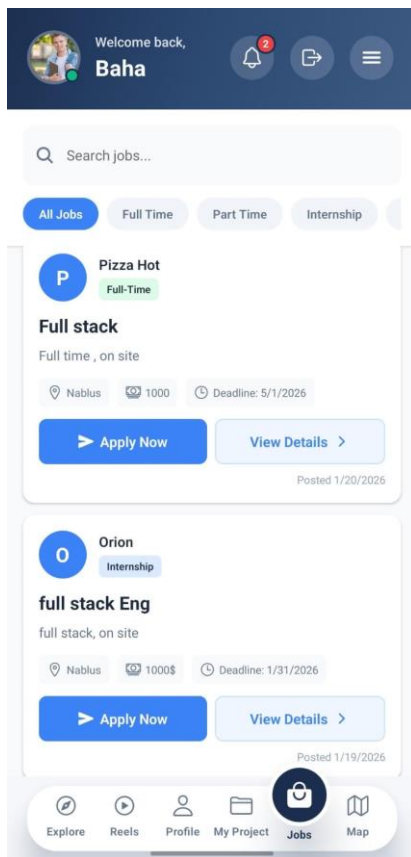 Welcome back,
Baha
2
Search jobs...
All Jobs
Full Time
Part Time
Internship
P
Pizza Hot
Full-Time
Full stack
Full time , on site
Nablus
1000
Deadline: 5/1/2026
Apply Now
View Details
Posted 1/20/2026
O
Orion
Internship
full stack Eng
full stack, on site
Nablus
1000$
Deadline: 1/31/2026
Apply Now
View Details
Posted 1/19/2026
Explore
Reels
Profile
My Project
Jobs
Map